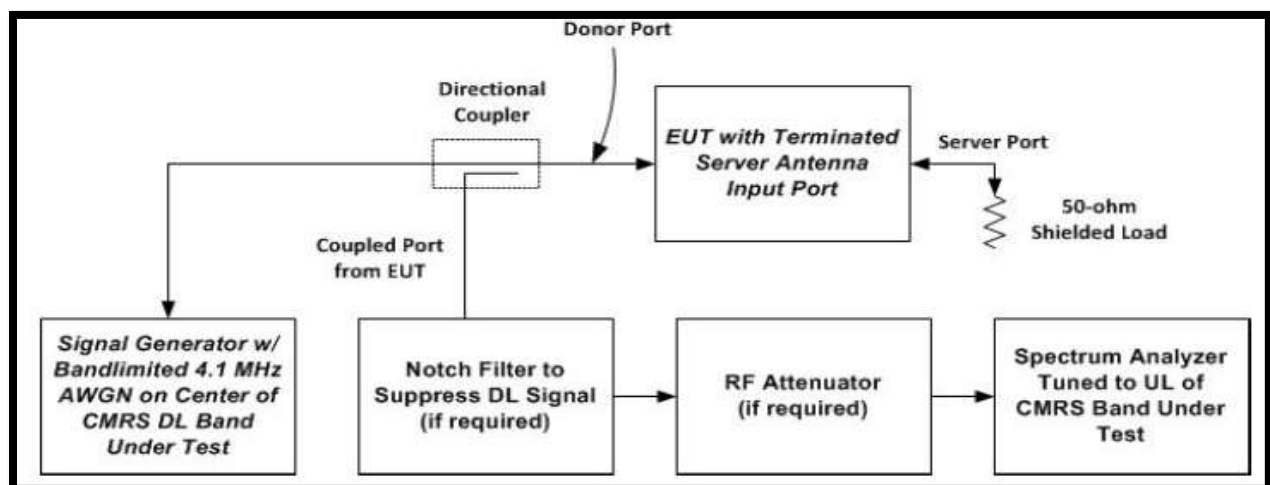 Donor Port
Directional
Coupler
EUT with Terminated
Server Antenna
Input Port
Server Port
50-ohm
Shielded Load
Coupled Port
from EUT
Signal Generator w/
Bandlimited 4.1 MHz
AWGN on Center of
CMRS DL Band
Under Test
Notch Filter to
Suppress DL Signal
(if required)
RF Attenuator
(if required)
Spectrum Analyzer
Tuned to UL of
CMRS Band Under
Test